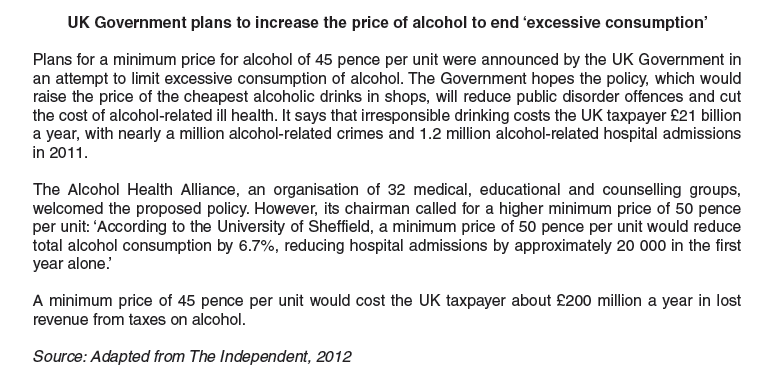 UK Government plans to increase the price of alcohol to end ‘excessive consumption’
Plans for a minimum price for alcohol of 45 pence per unit were announced by the UK Government in
an attempt to limit excessive consumption of alcohol. The Government hopes the policy, which would
raise the price of the cheapest alcoholic drinks in shops, will reduce public disorder offences and cut
the cost of alcohol-related ill health. It says that irresponsible drinking costs the UK taxpayer £21 billion
a year, with nearly a million alcohol-related crimes and 1.2 million alcohol-related hospital admissions
in 2011.
The Alcohol Health Alliance, an organisation of 32 medical, educational and counselling groups,
welcomed the proposed policy. However, its chairman called for a higher minimum price of 50 pence
per unit: ‘According to the University of Sheffield, a minimum price of 50 pence per unit would reduce
total alcohol consumption by 6.7%, reducing hospital admissions by approximately 20 000 in the first
year alone.’
A minimum price of 45 pence per unit would cost the UK taxpayer about £200 million a year in lost
revenue from taxes on alcohol.
Source: Adapted from The Independent, 2012